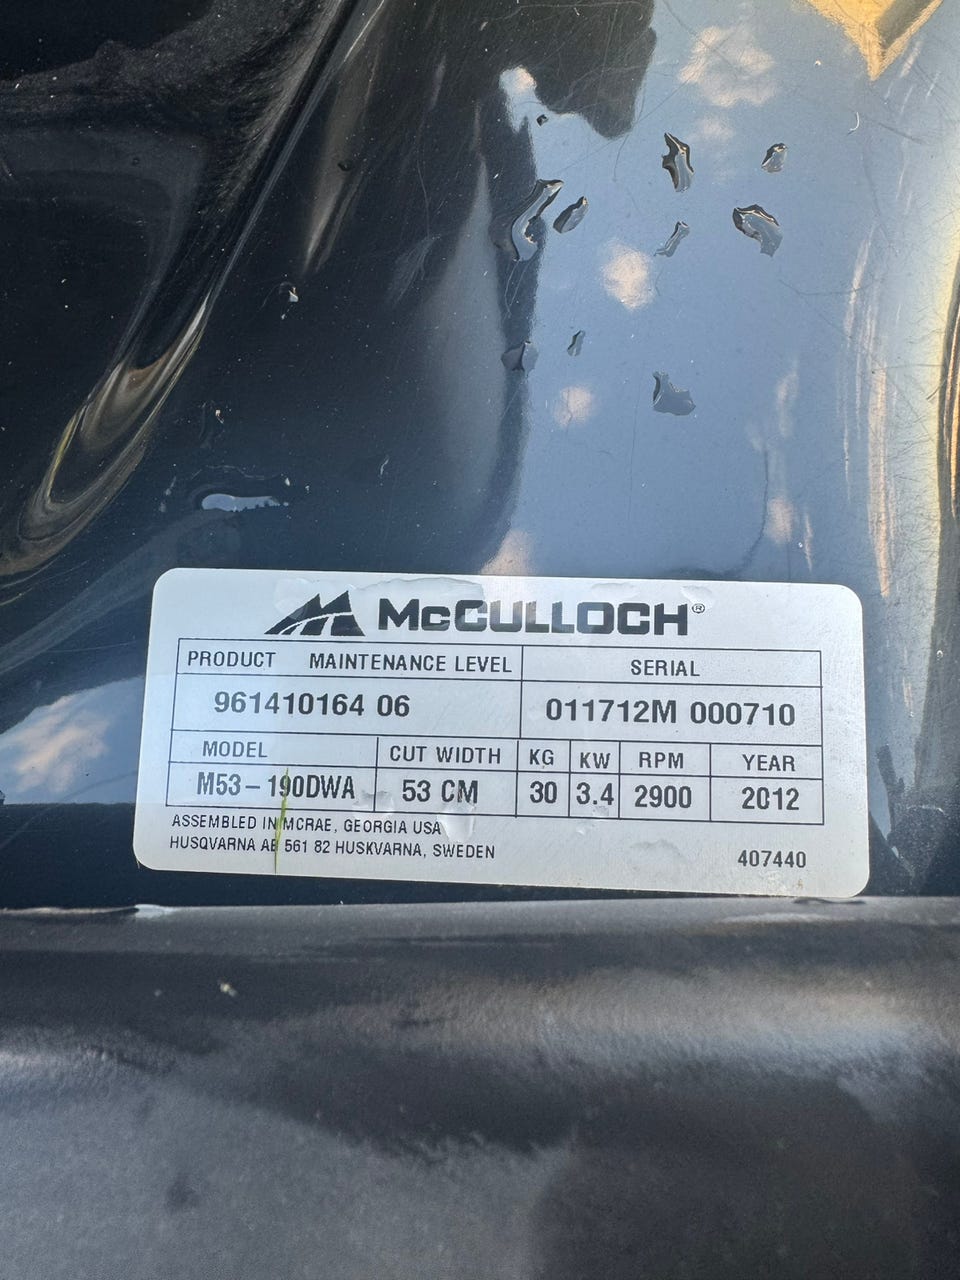 McCULLOCH®
PRODUCT MAINTENANCE LEVEL SERIAL
961410164 06 011712M 000710
MODEL CUT WIDTH KG KW RPM YEAR
M53-190DWA 53 CM 30 3.4 2900 2012
ASSEMBLED IN MCRAE, GEORGIA USA
HUSQVARNA AB 561 82 HUSKVARNA, SWEDEN 407440